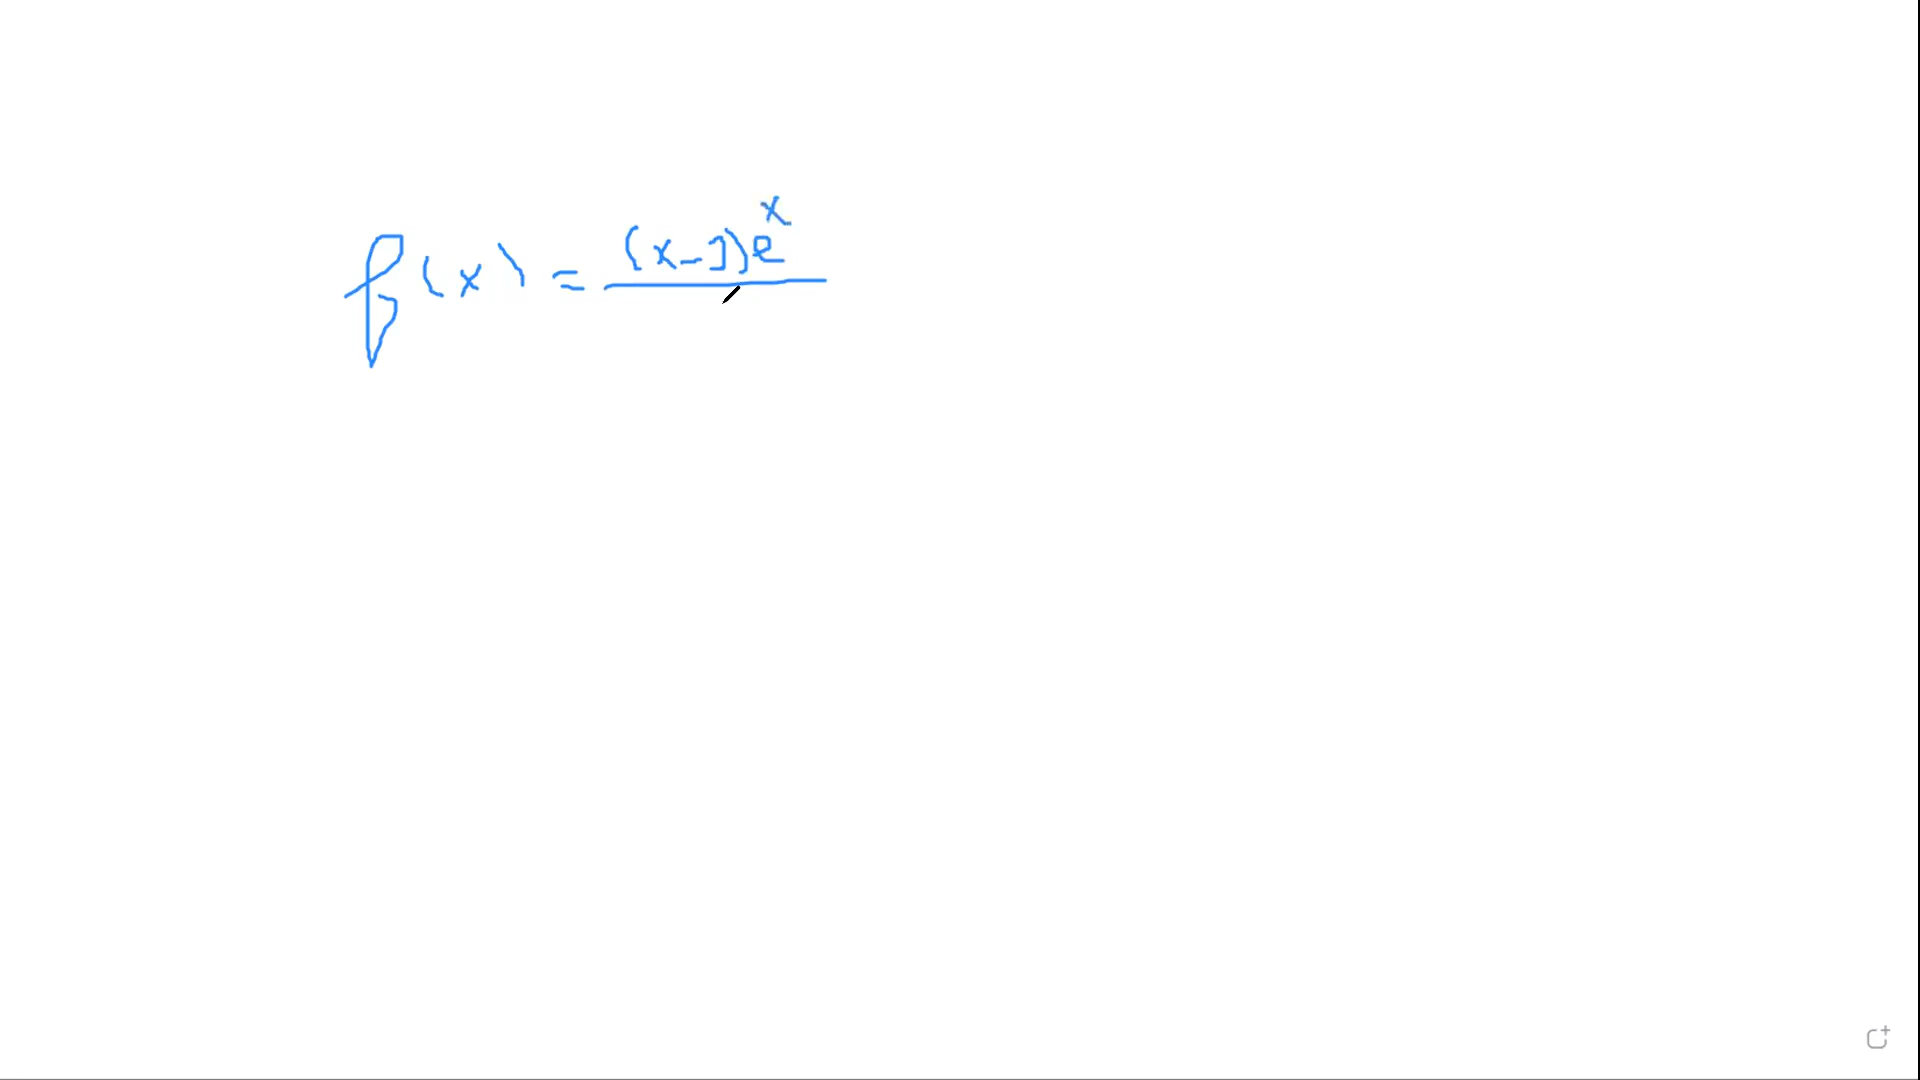 f(x) = (x-1)e^x